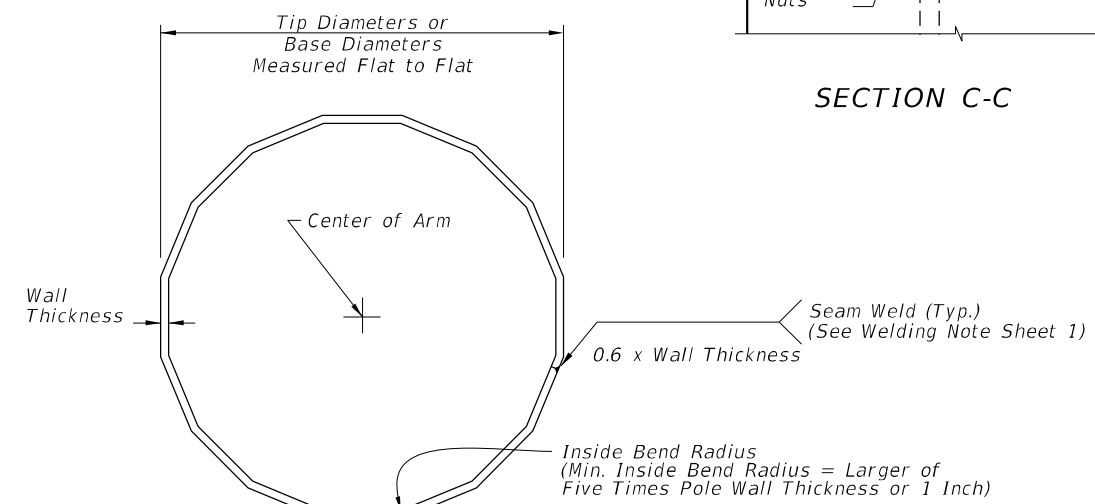 Nuts
Tip Diameters or
Base Diameters
Measured Flat to Flat
SECTION C-C
Center of Arm
Wall
Thickness
Seam Weld (Typ.)
(See Welding Note Sheet 1)
0.6 x Wall Thickness
Inside Bend Radius
(Min. Inside Bend Radius = Larger of
Five Times Pole Wall Thickness or 1 Inch)